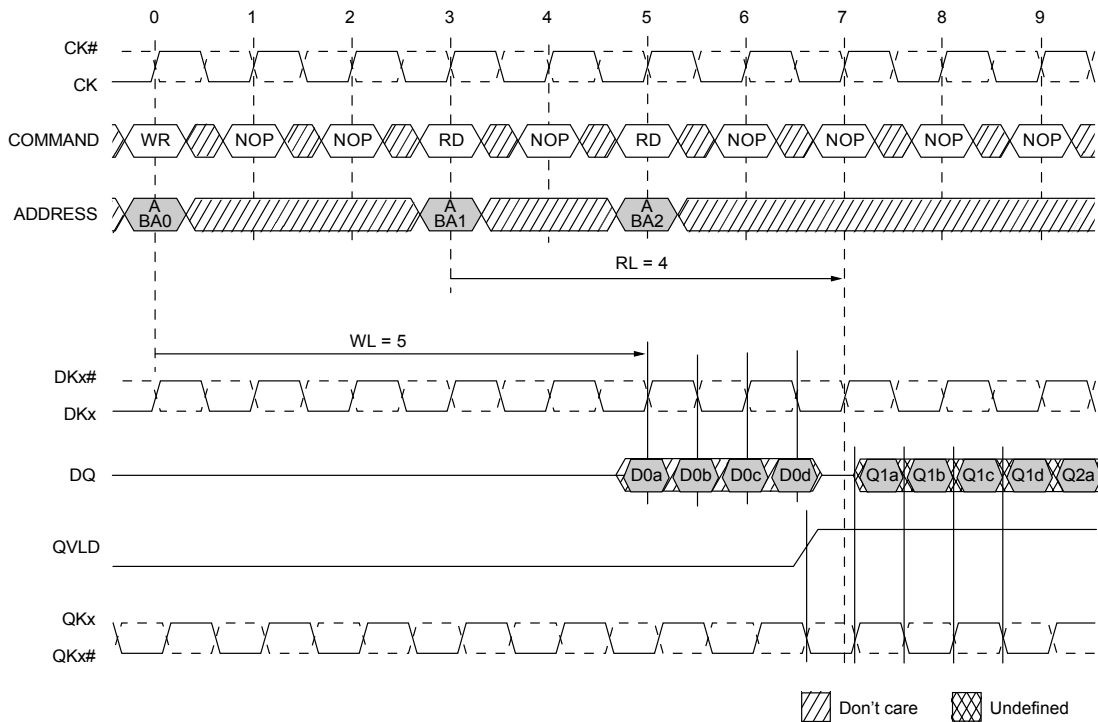 0 1 2 3 4 5 6 7 8 9
CK#
CK
COMMAND WR NOP NOP RD NOP RD NOP NOP NOP NOP
ADDRESS A BA0 A BA1 A BA2
RL = 4
WL = 5
DKx#
DKx
DQ D0a D0b D0c D0d Q1a Q1b Q1c Q1d Q2a
QVLD
QKx
QKx#
Don't care Undefined